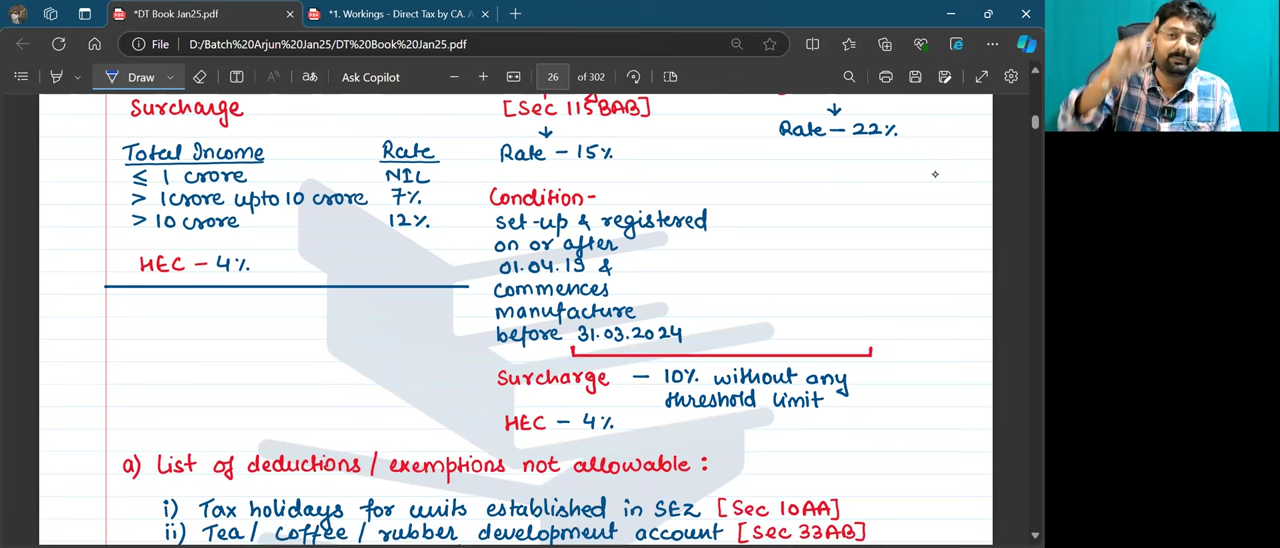 *DT Book Jan25.pdf
*1. Workings - Direct Tax by CA. A
File
D:/Batch%20Arjun%20Jan25/DT%20Book%20Jan25.pdf
Draw
aあ
Ask Copilot
26 of 302
Surcharge
Total Income Rate
≤ 1 crore NIL
> 1 crore upto 10 crore 7%
> 10 crore 12%
HEC - 4%
[Sec 115BAB]
Rate - 15%
Rate - 22%.
Condition-
set-up & registered
on or after
01.04.19 &
commences
manufacture
before 31.03.2024
Surcharge - 10% without any
threshold limit
HEC - 4%
a) List of deductions / exemptions not allowable :
i) Tax holidays for units established in SEZ [Sec 10AA]
ii) Tea / coffee / rubber development account [Sec 33AB]